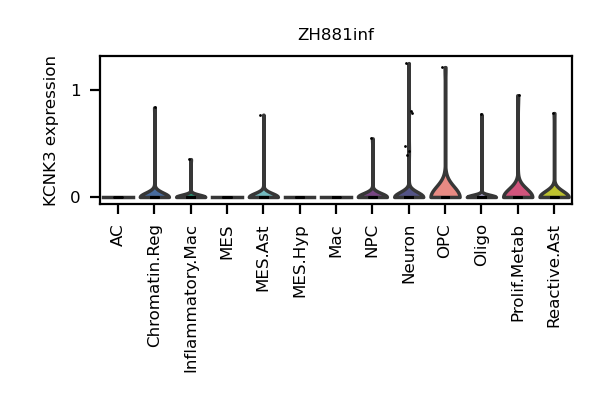 ZH881inf
KCNK3 expression
1
0
AC
Chromatin.Reg
Inflammatory.Mac
MES
MES.Ast
MES.Hyp
Mac
NPC
Neuron
OPC
Oligo
Prolif.Metab
Reactive.Ast